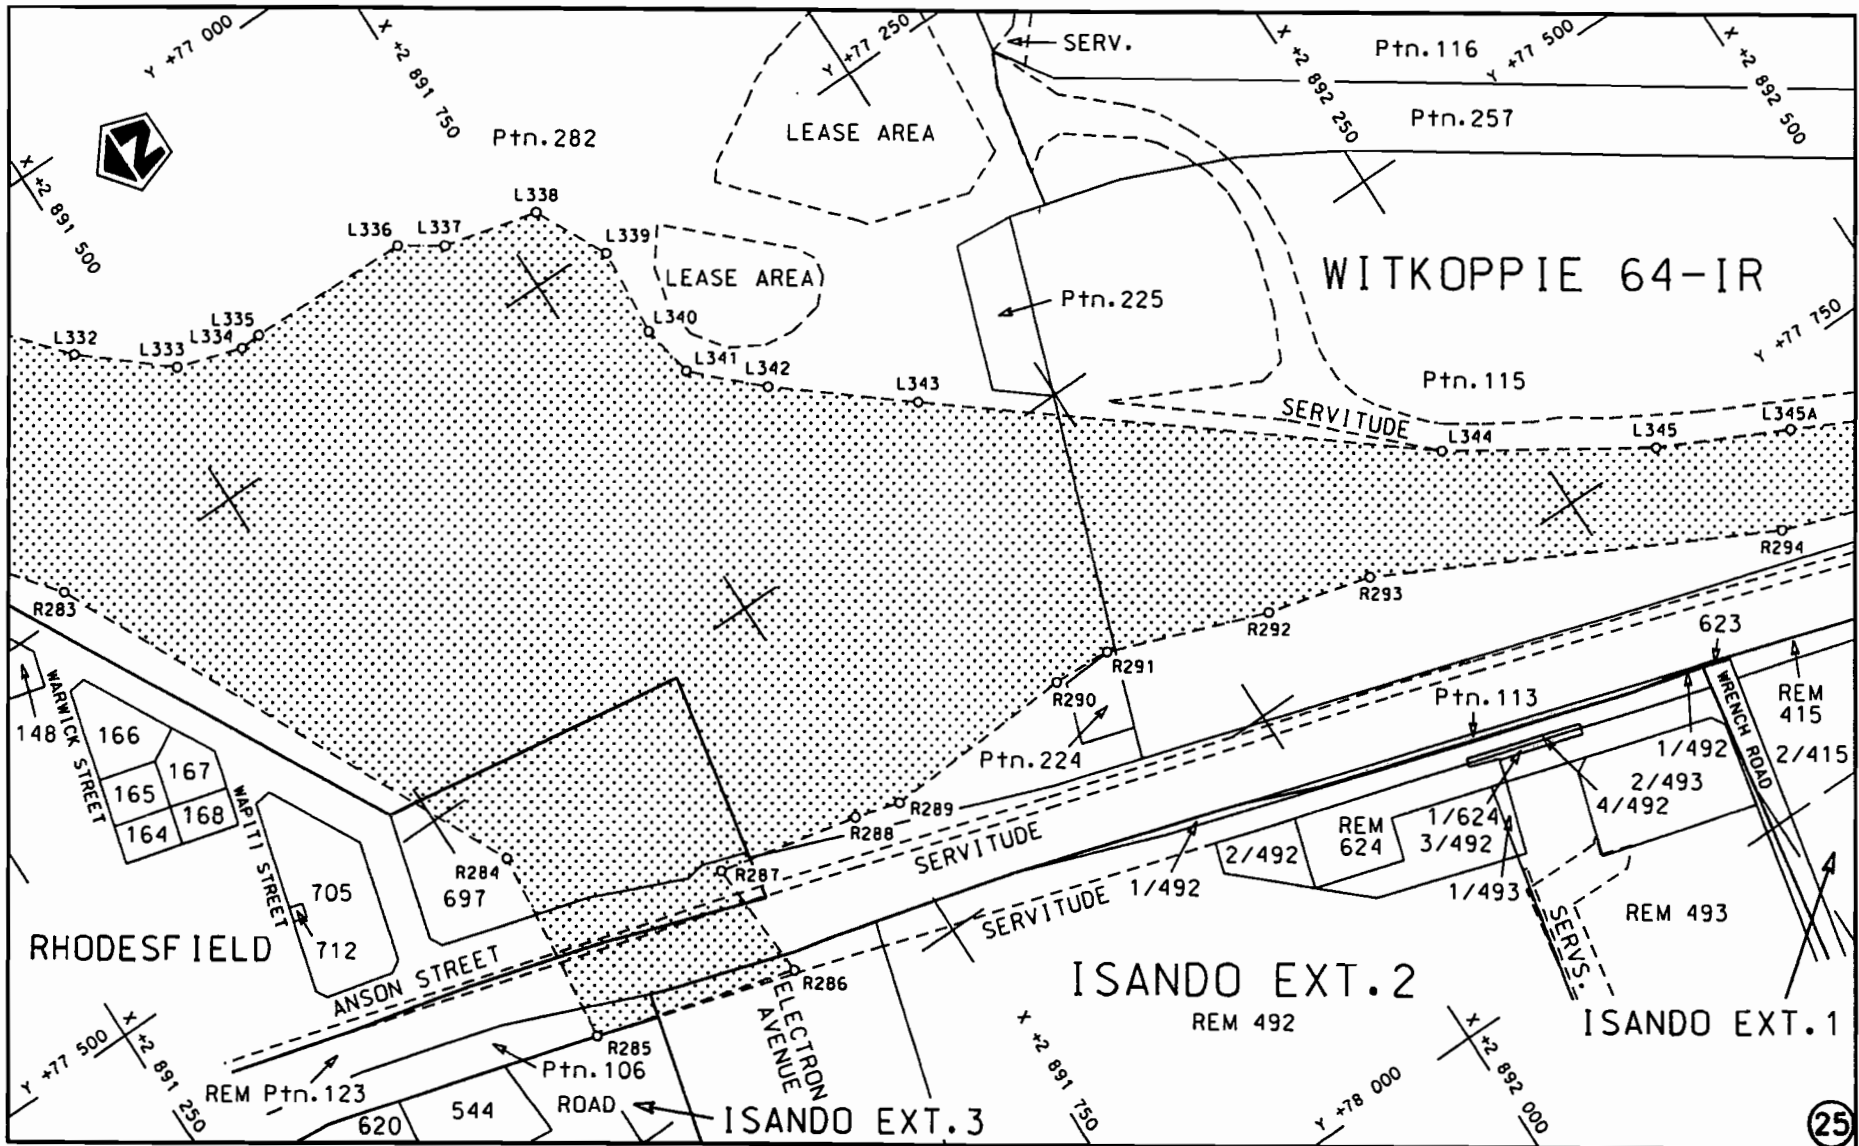 Y +77 000
X +2 891 750
Y +77 250
SERV.
X +2 892 250
Ptn.116
Y +77 500
X +2 892 500
Ptn.257
Ptn.282
LEASE AREA
N
X +2 891 500
L338
L336
L337
L339
LEASE AREA
Ptn.225
WITKOPPIE 64-IR
L335
L334
L332
L333
L340
L341
L342
L343
Y +77 750
Ptn.115
SERVITUDE
L344
L345
L345A
R294
R283
R293
R292
R291
R290
623
WRENCH ROAD
REM
415
WARWICK STREET
148
166
167
165
168
164
WAPITI STREET
Ptn.113
Ptn.224
1/492
2/415
2/493
4/492
R289
R288
1/624
3/492
REM
624
2/492
SERVITUDE
R284
R287
697
705
712
1/492
1/493
SERVITUDE
SERVS.
REM 493
RHODESFIELD
ANSON STREET
R286
ELECTRON
AVENUE
ISANDO EXT.2
REM 492
ISANDO EXT.1
R285
Y +77 500
X +2 891 250
REM Ptn.123
Ptn.106
ROAD
544
620
ISANDO EXT.3
X +2 891 750
Y +78 000
X +2 892 000
25